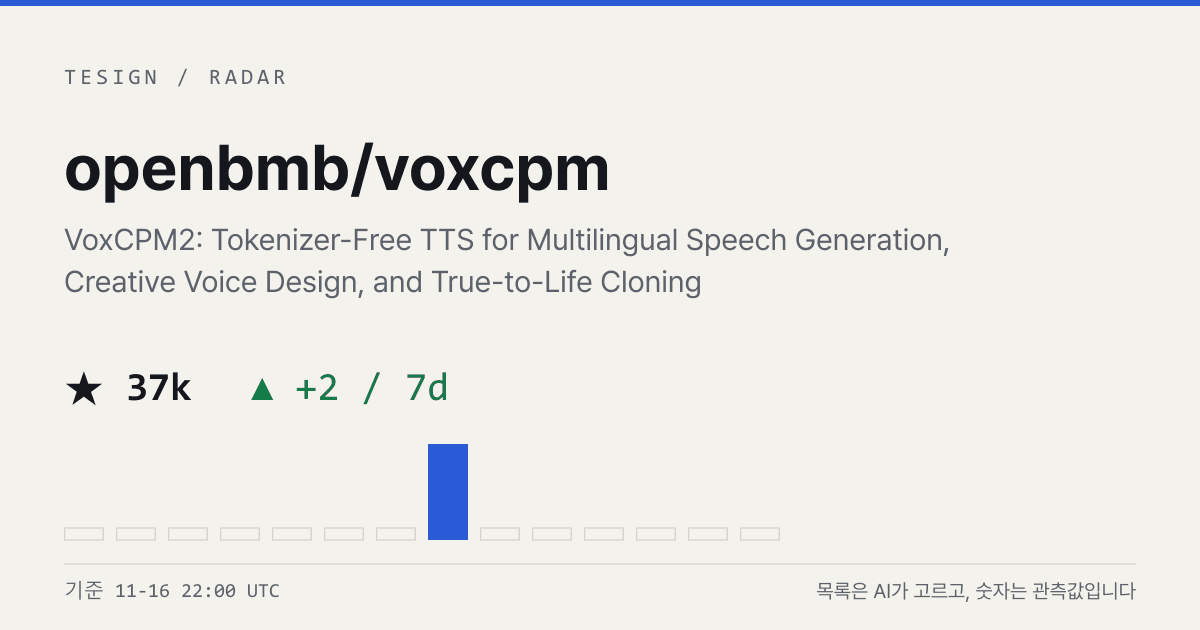 TESIGN / RADAR
openbmb/voxcpm
VoxCPM2: Tokenizer-Free TTS for Multilingual Speech Generation,
Creative Voice Design, and True-to-Life Cloning
★ 37k ▲ +2 / 7d
기준 11-16 22:00 UTC
목록은 AI가 고르고, 숫자는 관측값입니다